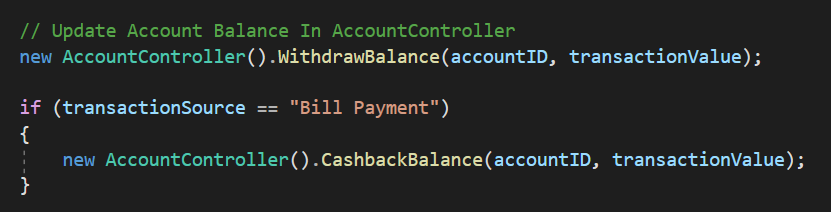 // Update Account Balance In AccountController
new AccountController().WithdrawBalance(accountID, transactionValue);
if (transactionSource == "Bill Payment")
{
new AccountController().CashbackBalance(accountID, transactionValue);
}